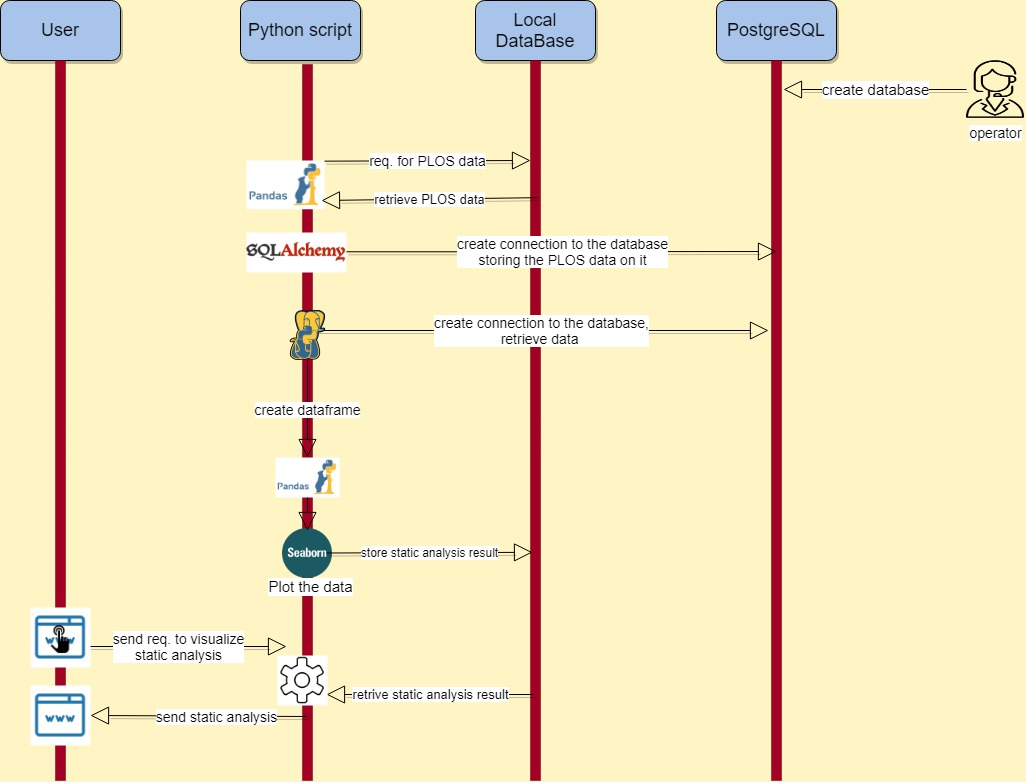 User
Python script
Local
DataBase
PostgreSQL
create database
operator
req. for PLOS data
Pandas
retrieve PLOS data
SQLAlchemy
create connection to the database
storing the PLOS data on it
create connection to the database,
retrieve data
create dataframe
Pandas
Seaborn
store static analysis result
Plot the data
www
send req. to visualize
static analysis
retrive static analysis result
www
send static analysis